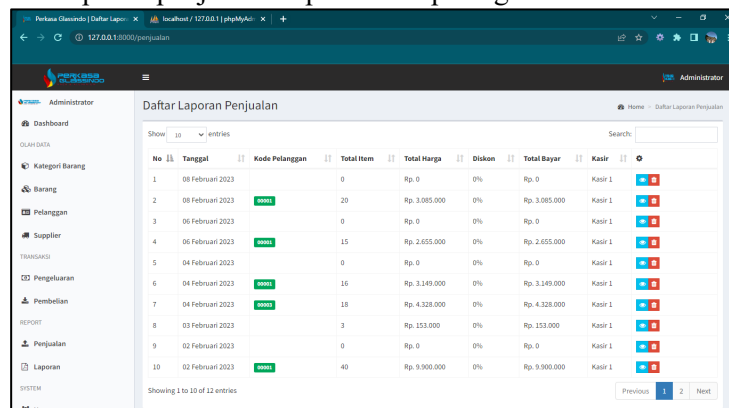 Perkasa Glassindo | Daftar Lapor
localhost / 127.0.0.1 | phpMyAd
127.0.0.1:8000/penjualan
PERKASA
GLASSINDO
Administrator
Administrator
Daftar Laporan Penjualan
Home
Daftar Laporan Penjualan
Dashboard
OLAH DATA
Kategori Barang
Barang
Pelanggan
Supplier
TRANSAKSI
Pengeluaran
Pembelian
REPORT
Penjualan
Laporan
SYSTEM
Show 10 entries
Search:
No Tanggal Kode Pelanggan Total Item Total Harga Diskon Total Bayar Kasir
1 08 Februari 2023 0 Rp. 0 0% Rp. 0 Kasir 1
2 08 Februari 2023 00001 20 Rp. 3.085.000 0% Rp. 3.085.000 Kasir 1
3 06 Februari 2023 0 Rp. 0 0% Rp. 0 Kasir 1
4 06 Februari 2023 00001 15 Rp. 2.655.000 0% Rp. 2.655.000 Kasir 1
5 04 Februari 2023 0 Rp. 0 0% Rp. 0 Kasir 1
6 04 Februari 2023 00001 16 Rp. 3.149.000 0% Rp. 3.149.000 Kasir 1
7 04 Februari 2023 00003 18 Rp. 4.328.000 0% Rp. 4.328.000 Kasir 1
8 03 Februari 2023 3 Rp. 153.000 0% Rp. 153.000 Kasir 1
9 02 Februari 2023 0 Rp. 0 0% Rp. 0 Kasir 1
10 02 Februari 2023 00001 40 Rp. 9.900.000 0% Rp. 9.900.000 Kasir 1
Showing 1 to 10 of 12 entries
Previous 1 2 Next